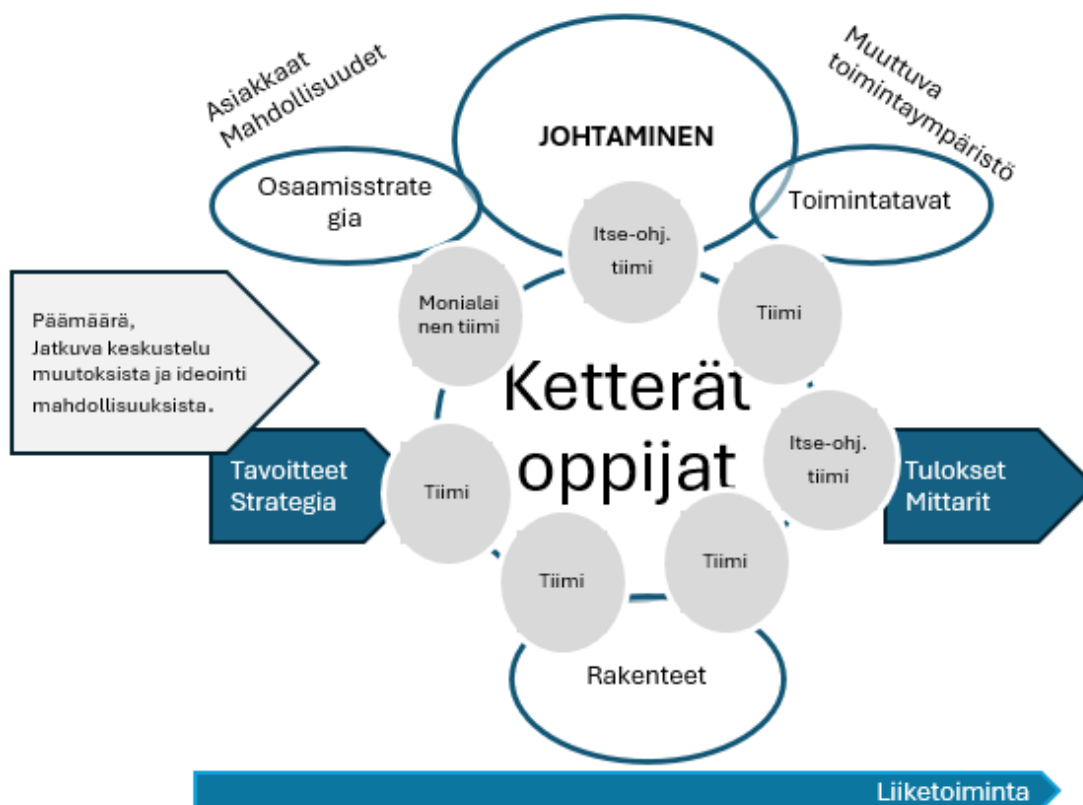 Asiakkaat
Mahdollisuudet
Muuttuva
toimintaympäristö
JOHTAMINEN
Osaamisstrate
gia
Toimintatavat
Itse-ohj.
tiimi
Monialai
nen tiimi
Tiimi
Päämäärä,
Jatkuva keskustelu
muutoksista ja ideointi
mahdollisuuksista.
Ketterät
oppijat
Tavoitteet
Strategia
Tiimi
Itse-ohj.
tiimi
Tulokset
Mittarit
Tiimi
Tiimi
Rakenteet
Liiketoiminta